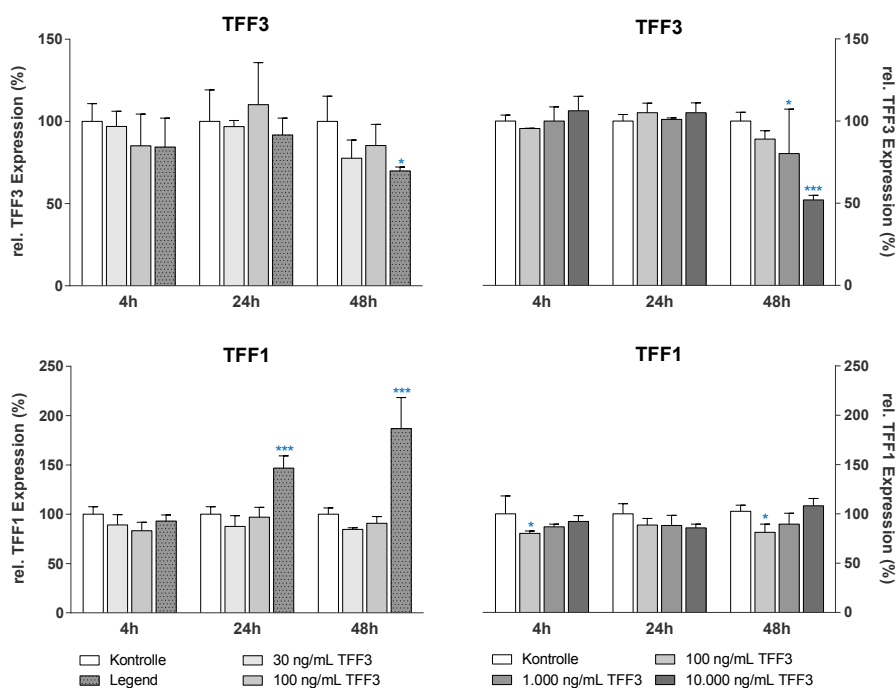 TFF3
rel. TFF3 Expression (%)
150
100
50
0
4h
24h
48h
*
TFF3
rel. TFF3 Expression (%)
150
100
50
0
4h
24h
48h
*
***
TFF1
rel. TFF1 Expression (%)
250
200
150
100
50
0
4h
24h
48h
***
***
TFF1
rel. TFF1 Expression (%)
250
200
150
100
50
0
4h
24h
48h
*
*
Kontrolle
30 ng/mL TFF3
Legend
100 ng/mL TFF3
Kontrolle
100 ng/mL TFF3
1.000 ng/mL TFF3
10.000 ng/mL TFF3